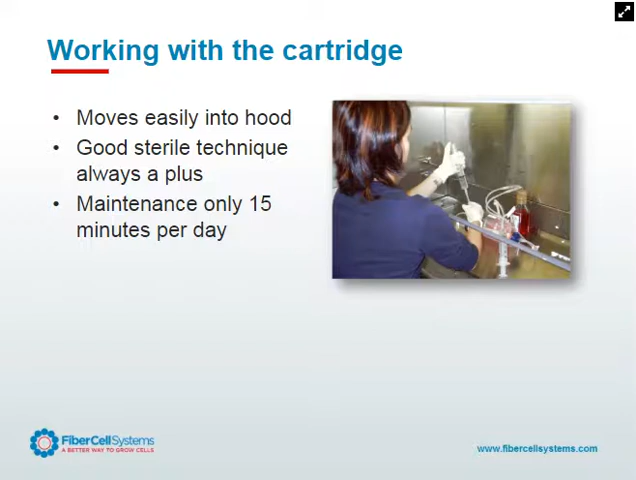 Working with the cartridge
• Moves easily into hood
• Good sterile technique
always a plus
• Maintenance only 15
minutes per day
FiberCellSystems
A BETTER WAY TO GROW CELLS
www.fibercellsystems.com